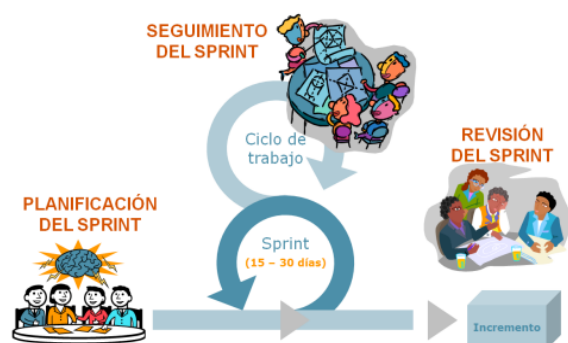 SEGUIMIENTO
DEL SPRINT
Ciclo de
trabajo
REVISIÓN
DEL SPRINT
PLANIFICACIÓN
DEL SPRINT
Sprint
(15 – 30 días)
Incremento